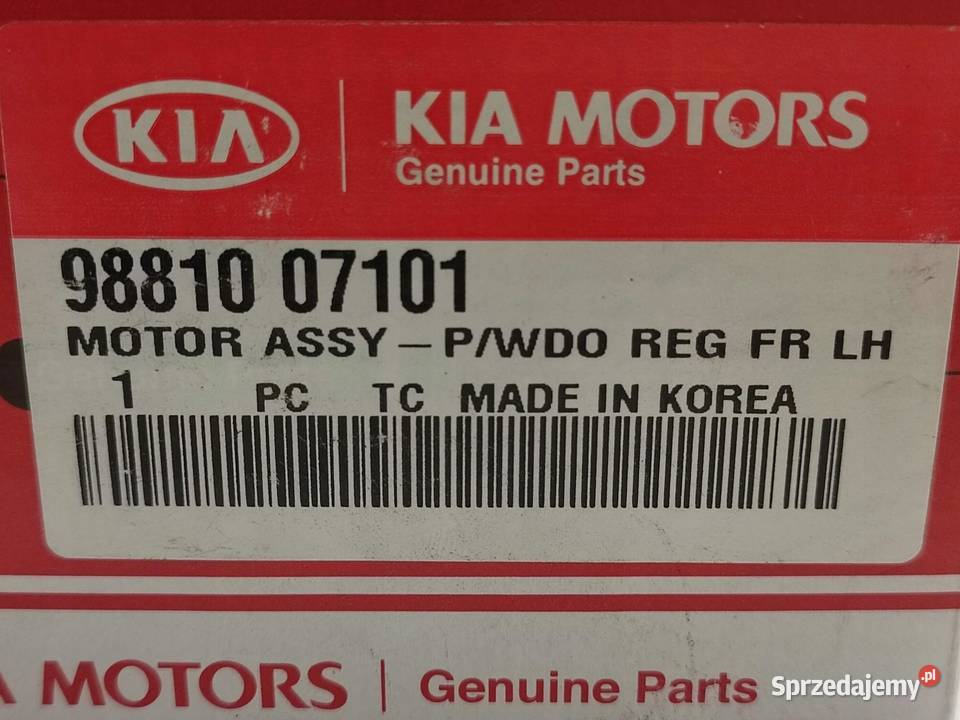 KIA
KIA MOTORS
Genuine Parts
98810 07101
MOTOR ASSY – P/WDO REG FR LH
1 PC TC MADE IN KOREA
A MOTORS
Genuine Parts
Sprzedajemy.pl